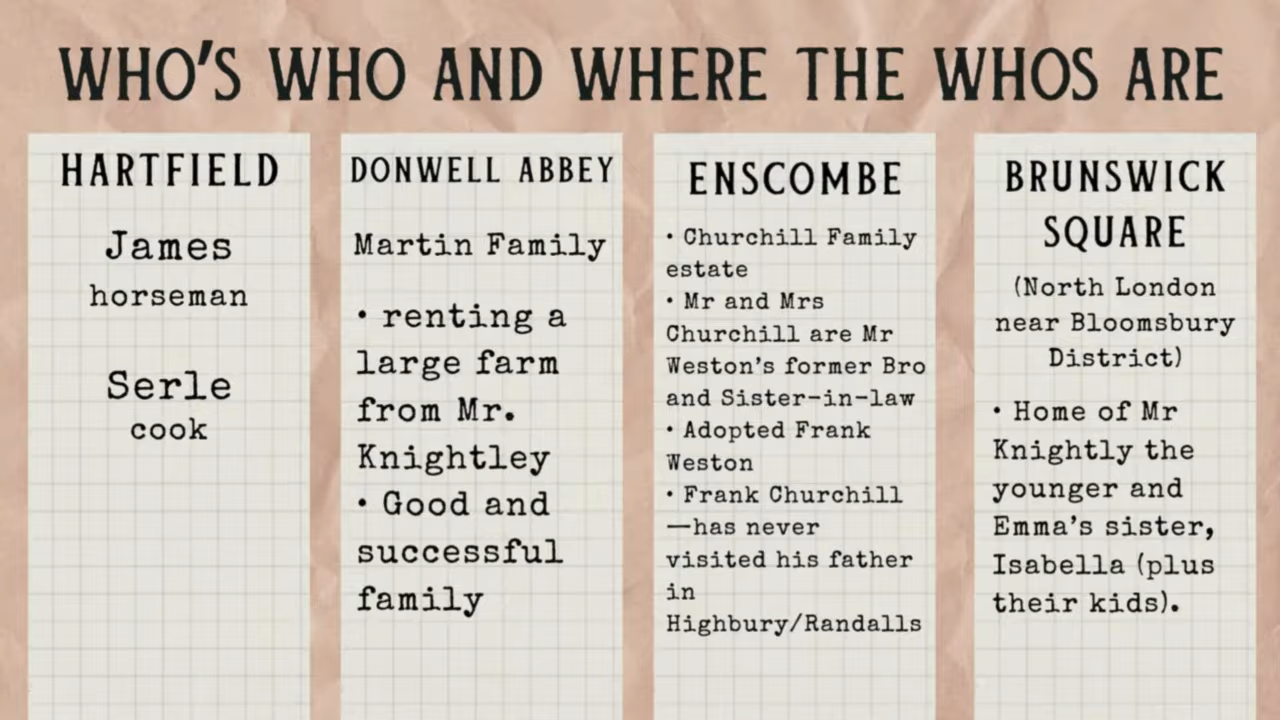 WHO'S WHO AND WHERE THE WHOS ARE
HARTFIELD
James
horseman
Serle
cook
DONWELL ABBEY
Martin Family
• renting a
large farm
from Mr.
Knightley
• Good and
successful
family
ENSCOMBE
• Churchill Family
estate
• Mr and Mrs
Churchill are Mr
Weston's former Bro
and Sister-in-law
• Adopted Frank
Weston
• Frank Churchill
—has never
visited his father
in
Highbury/Randalls
BRUNSWICK
SQUARE
(North London
near Bloomsbury
District)
• Home of Mr
Knightly the
younger and
Emma's sister,
Isabella (plus
their kids).